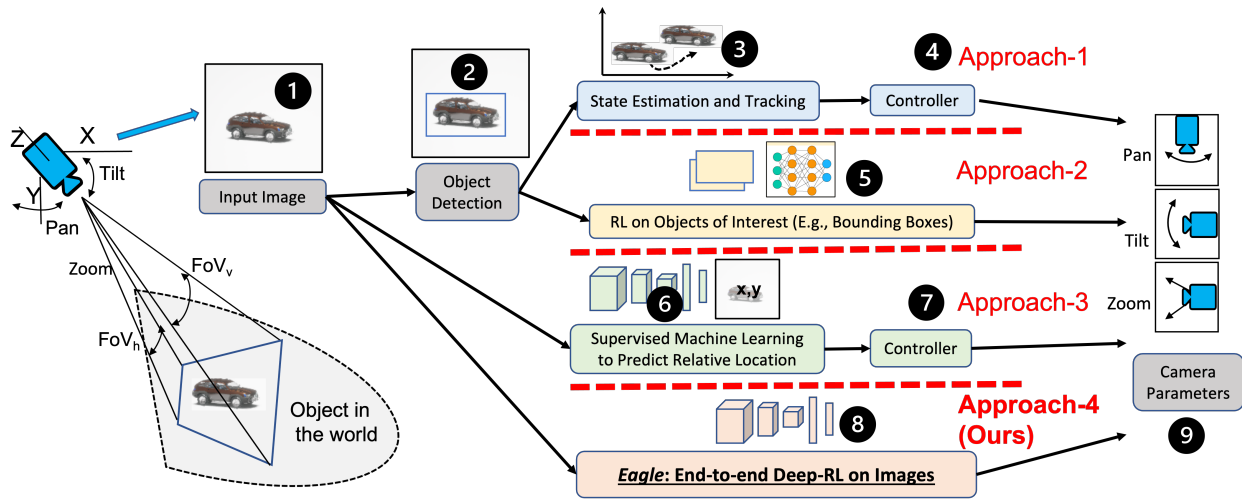 1
2
3
4
Approach-1
State Estimation and Tracking
Controller
Z
X
Tilt
Y
Pan
Input Image
Object
Detection
5
Approach-2
RL on Objects of Interest (E.g., Bounding Boxes)
Pan
Tilt
Zoom
Zoom
FoVv
FoVh
Object in
the world
x,y
6
7
Approach-3
Supervised Machine Learning
to Predict Relative Location
Controller
Camera
Parameters
8
Approach-4
(Ours)
9
Eagle: End-to-end Deep-RL on Images